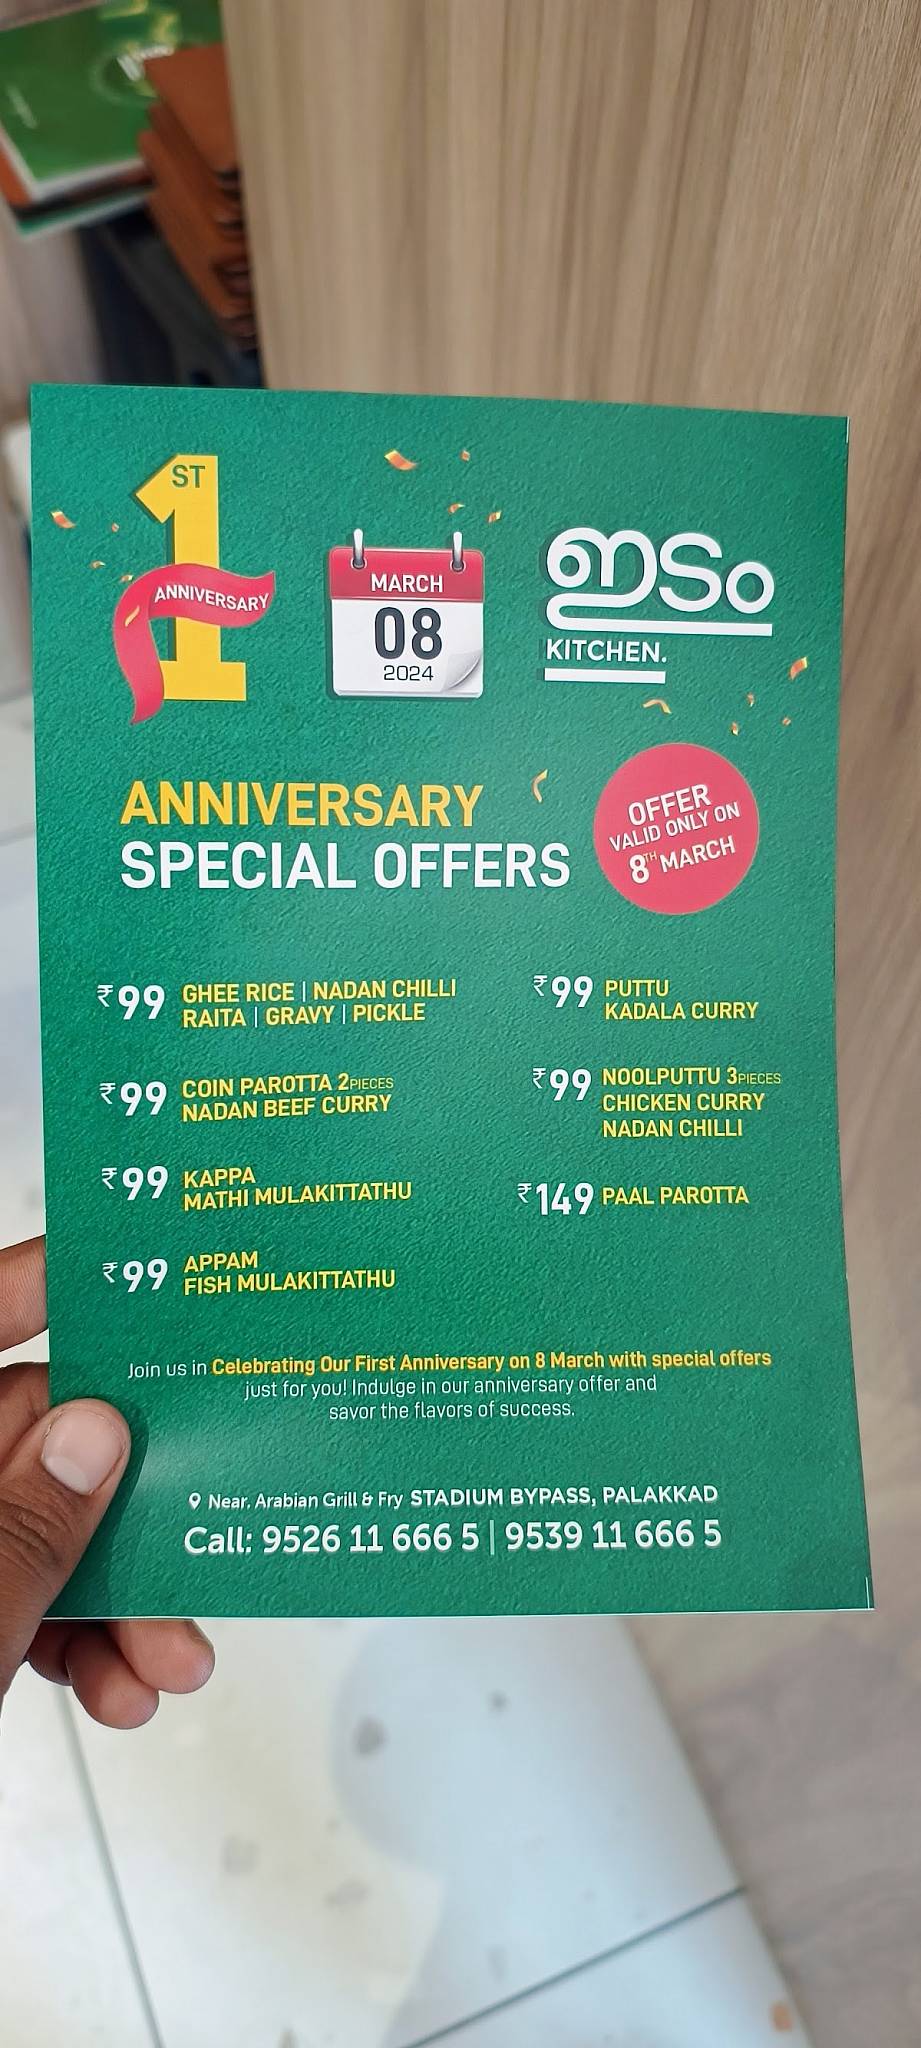 1ST
ANNIVERSARY
MARCH
08
2024
ഇടം
KITCHEN.
ANNIVERSARY
SPECIAL OFFERS
OFFER
VALID ONLY ON
8TH MARCH
₹99 GHEE RICE | NADAN CHILLI
RAITA | GRAVY | PICKLE
₹99 COIN PAROTTA 2PIECES
NADAN BEEF CURRY
₹99 KAPPA
MATHI MULAKITTATHU
₹99 APPAM
FISH MULAKITTATHU
₹99 PUTTU
KADALA CURRY
₹99 NOOLPUTTU 3PIECES
CHICKEN CURRY
NADAN CHILLI
₹149 PAAL PAROTTA
Join us in Celebrating Our First Anniversary on 8 March with special offers
just for you! Indulge in our anniversary offer and
savor the flavors of success.
Near. Arabian Grill & Fry STADIUM BYPASS, PALAKKAD
Call: 9526 11 666 5 | 9539 11 666 5